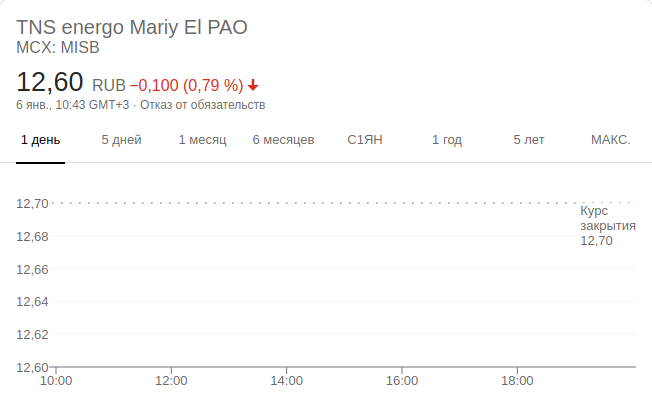 TNS energo Mariy El PAO
MCX: MISB
12,60 RUB −0,100 (0,79 %)
6 янв., 10:43 GMT+3 · Отказ от обязательств
1 день 5 дней 1 месяц 6 месяцев С1ЯН 1 год 5 лет МАКС.
12,70
Курс
закрытия
12,70
12,68
12,66
12,64
12,62
12,60
10:00 12:00 14:00 16:00 18:00